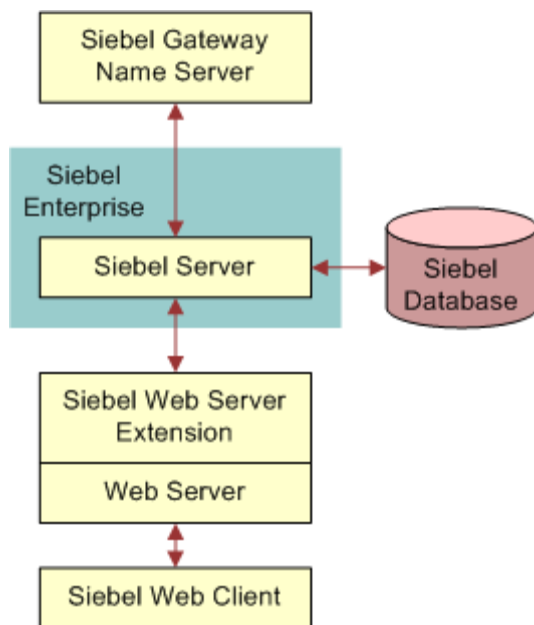 Siebel Gateway
Name Server
Siebel
Enterprise
Siebel Server
Siebel
Database
Siebel Web Server
Extension
Web Server
Siebel Web Client